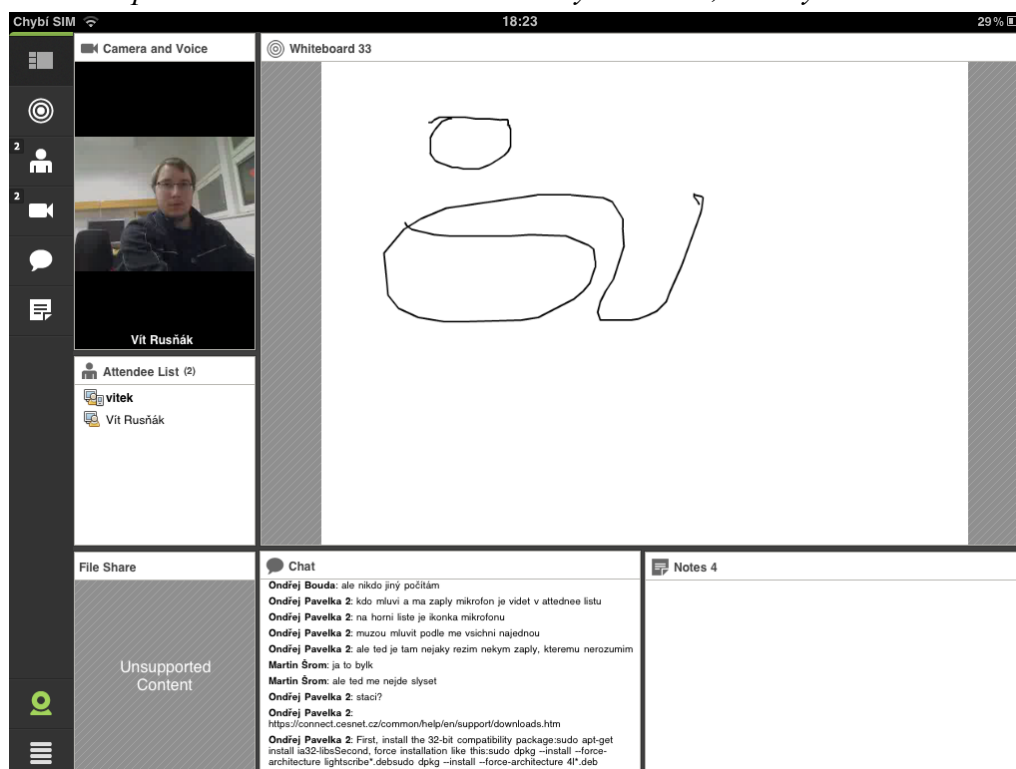 Chybí SIM 18:23 29%
Camera and Voice
Whiteboard 33
2
2
Vít Rusňák
Attendee List (2)
vitek
Vít Rusňák
File Share
Unsupported
Content
Chat
Ondřej Bouda: ale nikdo jiný počítám
Ondřej Pavelka 2: kdo mluvi a ma zaply mikrofon je videt v attednee listu
Ondřej Pavelka 2: na horni liste je ikonka mikrofonu
Ondřej Pavelka 2: muzou mluvit podle me vsichni najednou
Ondřej Pavelka 2: ale ted je tam nejaky rezim nekym zaply, kteremu nerozumim
Martin Šrom: ja to bylk
Martin Šrom: ale ted me nejde slyset
Ondřej Pavelka 2: staci?
Ondřej Pavelka 2:
https://connect.cesnet.cz/common/help/en/support/downloads.htm
Ondřej Pavelka 2: First, install the 32-bit compatibility package:sudo apt-get
install ia32-libsSecond, force installation like this:sudo dpkg --install --force-
architecture lightscribe*.debsudo dpkg --install --force-architecture 4l*.deb
Notes 4